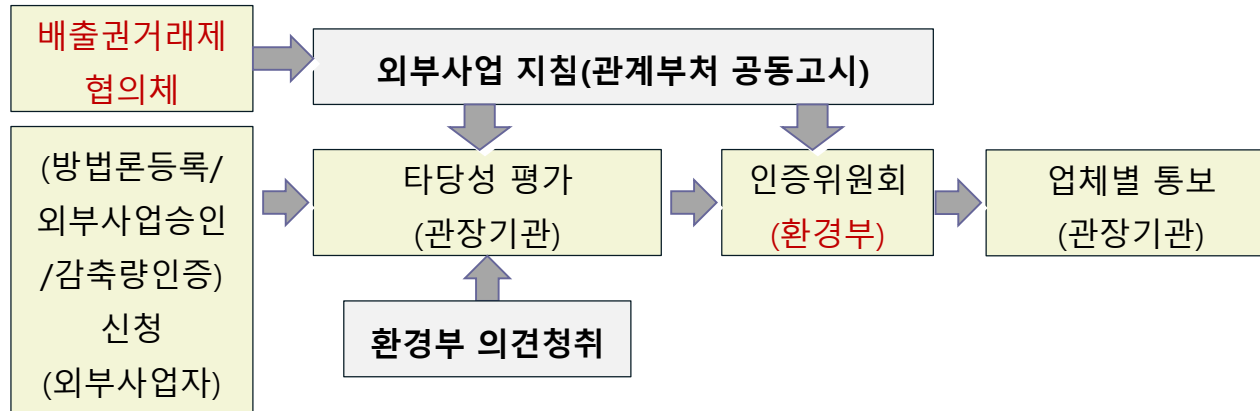 배출권거래제
협의체
외부사업 지침(관계부처 공동고시)
(방법론등록/
외부사업승인
/감축량인증)
신청
(외부사업자)
타당성 평가
(관장기관)
인증위원회
(환경부)
업체별 통보
(관장기관)
환경부 의견청취